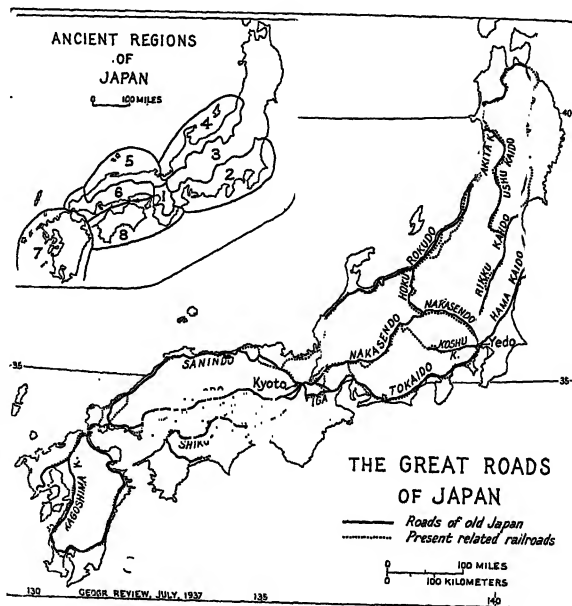 ANCIENT REGIONS
OF
JAPAN
0 100 MILES
4
5
3
2
6
1
7
8
40
AKITA K.
USHU KAIDO
HOKU ROKUDO
RIKKU KAIDO
HAMA KAIDO
NAKASENDO
NAKASENDO
KOSHU
K.
Yedo
35
SANINDO
Kyoto
IGA
TOKAIDO
35
SHIKO
KAGOSHIMA K.
THE GREAT ROADS
OF JAPAN
Roads of old Japan
Present related railroads
0 100 MILES
0 100 KILOMETERS
130
GEOGR. REVIEW, JULY, 1937
135
140